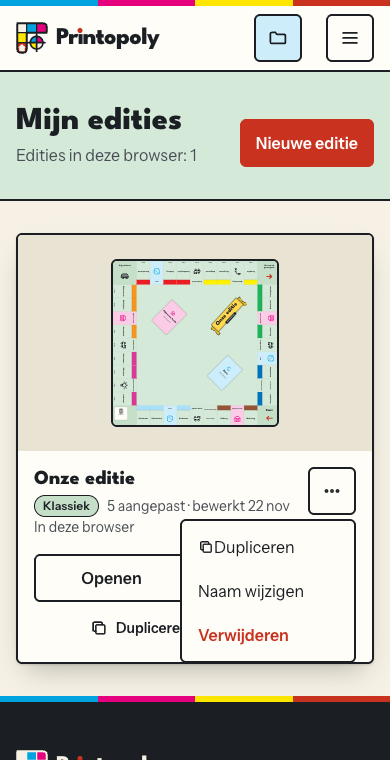 Printopoly
Mijn edities
Edities in deze browser: 1
Nieuwe editie
Onze editie
Onze editie
Klassiek
5 aangepast · bewerkt 22 nov
In deze browser
Openen
Dupliceren
Naam wijzigen
Verwijderen